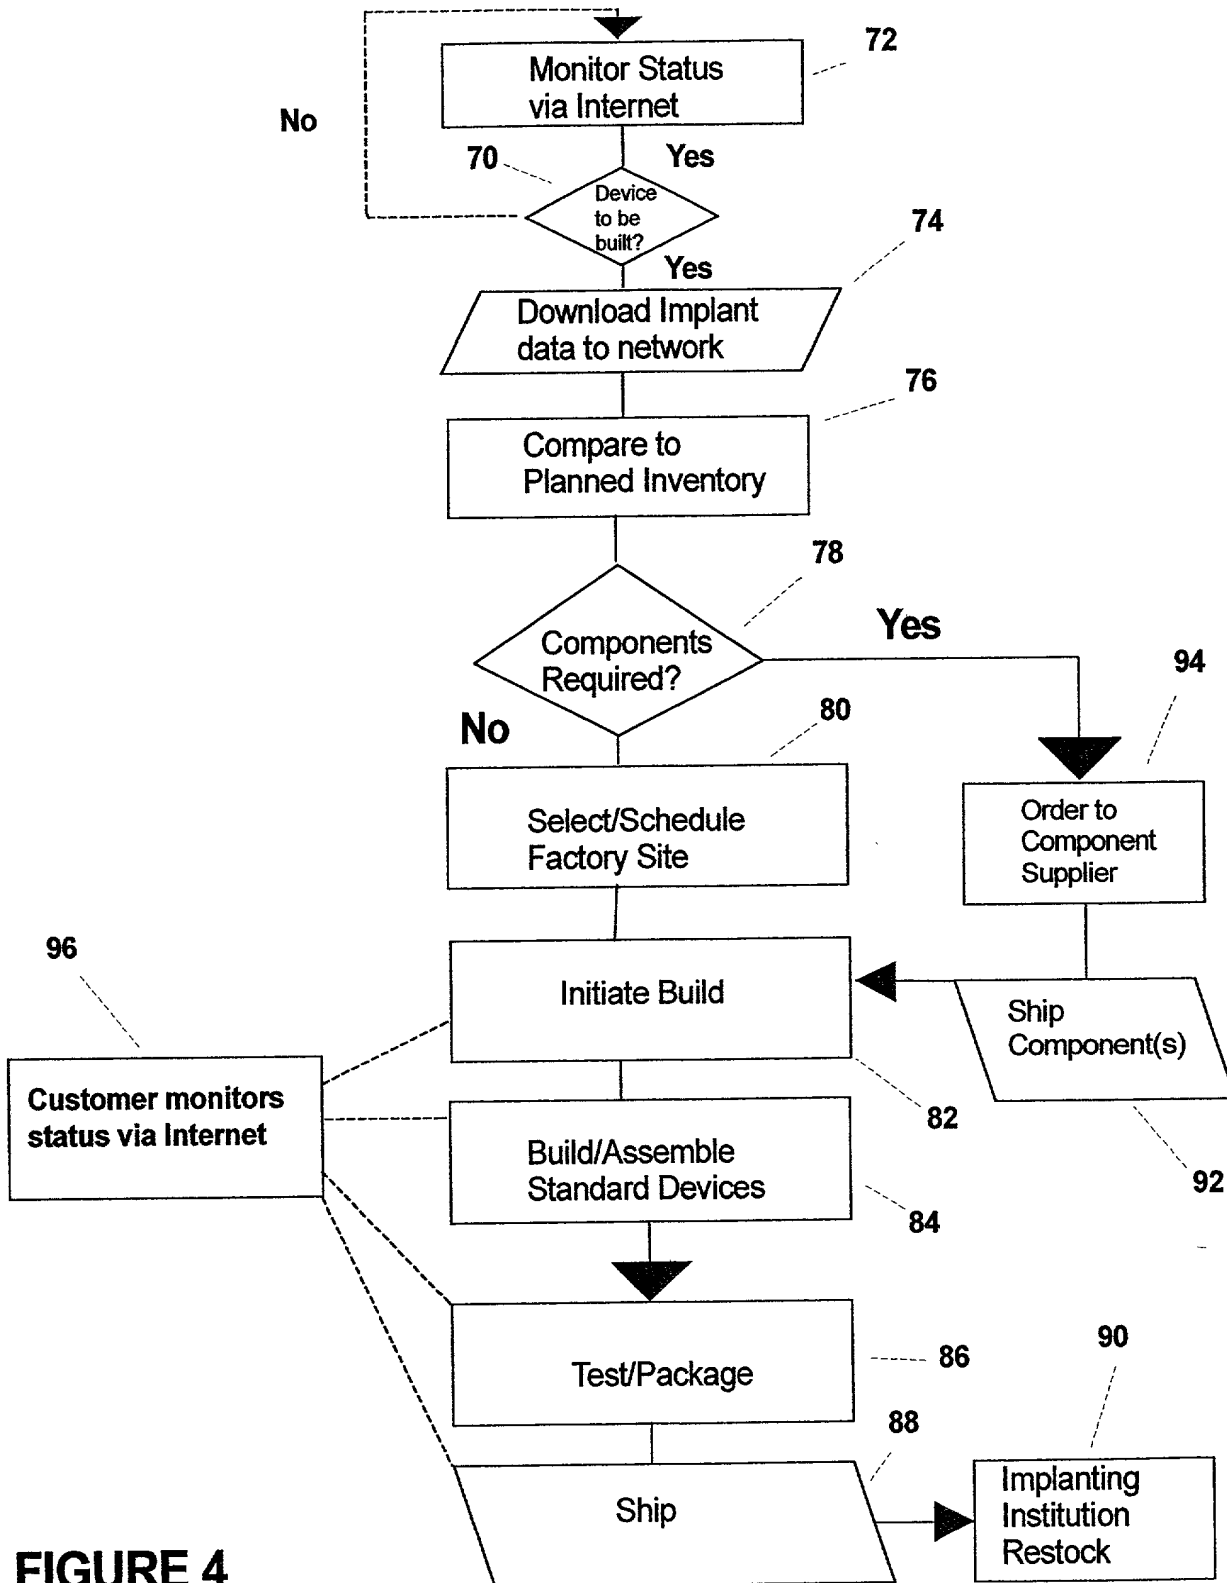 72
Monitor Status
via Internet
No
70
Yes
Device
to be
built?
74
Yes
Download Implant
data to network
76
Compare to
Planned Inventory
78
Components
Required?
Yes
94
No
80
Select/Schedule
Factory Site
Order to
Component
Supplier
96
Initiate Build
Ship
Component(s)
Customer monitors
status via Internet
82
Build/Assemble
Standard Devices
92
84
90
Test/Package
86
88
Ship
Implanting
Institution
Restock
FIGURE 4